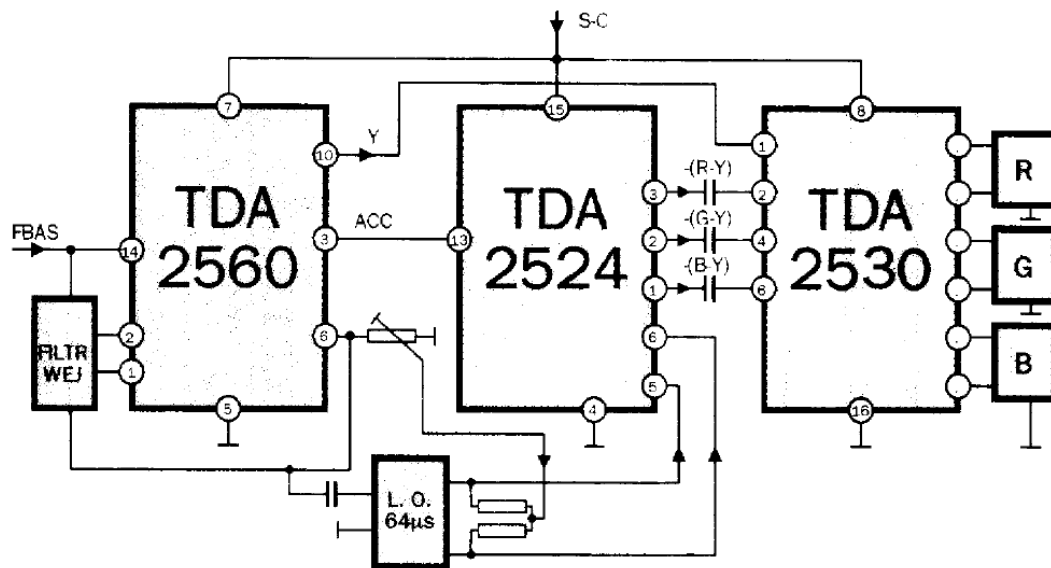 S-C
7
15
8
10
Y
1
TDA
2560
TDA
2524
TDA
2530
3
-(R-Y)
2
R
FBAS
14
3
ACC
13
2
-(G-Y)
4
G
1
-(B-Y)
6
FILTR
WEJ
2
1
6
6
5
B
5
4
16
L. O.
64µs